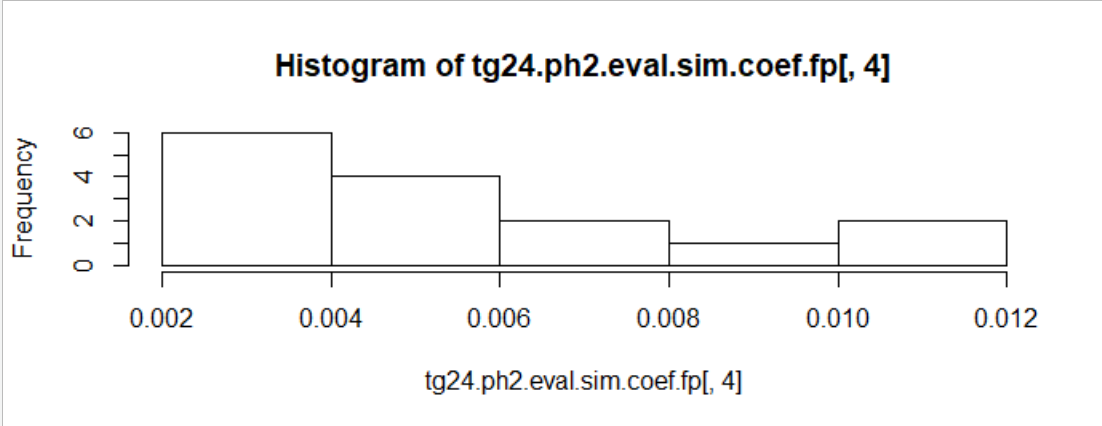 Histogram of tg24.ph2.eval.sim.coef.fp[, 4]
Frequency
6
4
2
0
0.002 0.004 0.006 0.008 0.010 0.012
tg24.ph2.eval.sim.coef.fp[, 4]